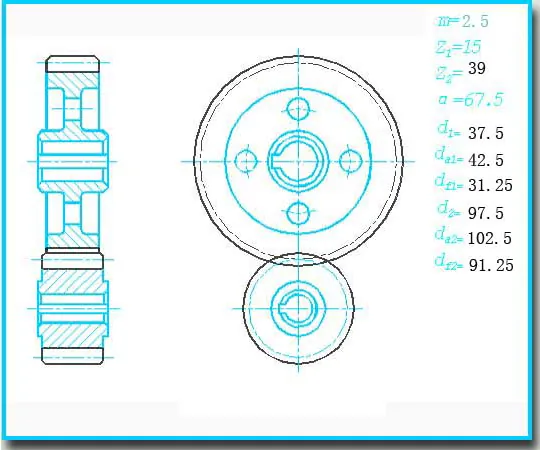 m=2.5
Z1=15
Z2= 39
a=67.5
d1= 37.5
da1= 42.5
df1= 31.25
d2= 97.5
da2= 102.5
df2= 91.25